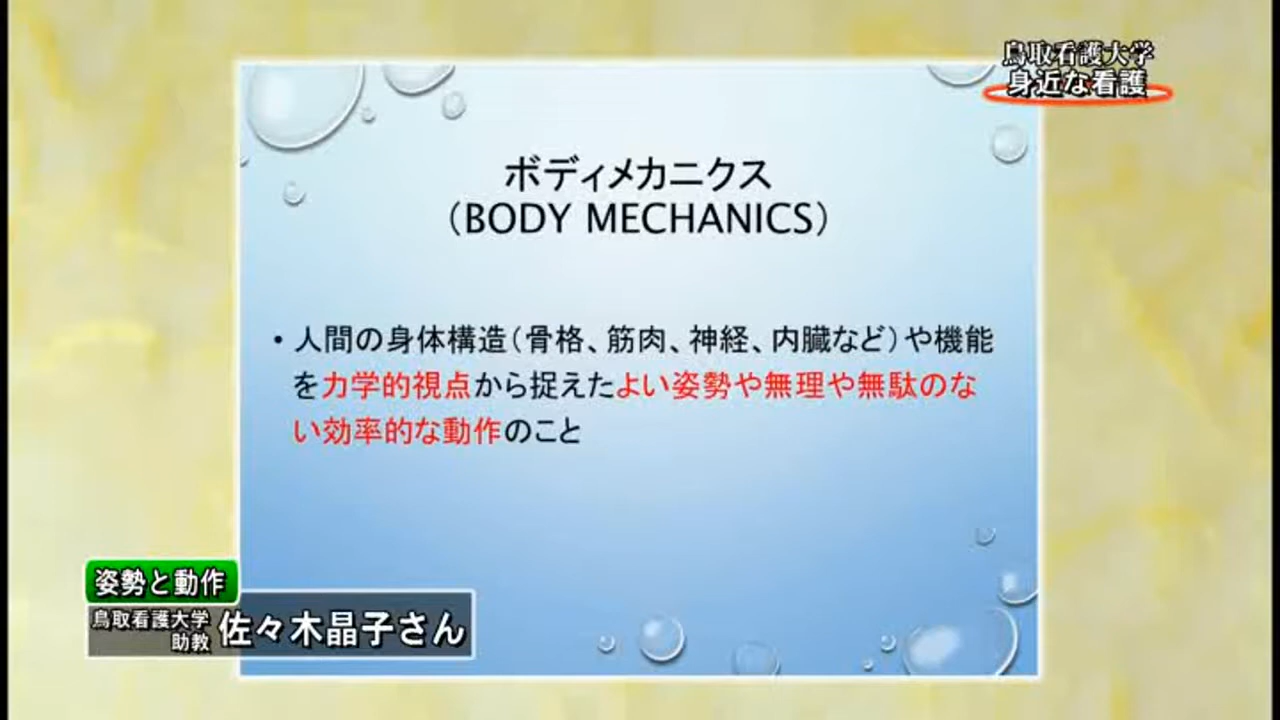 鳥取看護大学
身近な看護
ボディメカニクス
（BODY MECHANICS）
• 人間の身体構造（骨格、筋肉、神経、内臓など）や機能
を力学的視点から捉えたよい姿勢や無理や無駄のな
い効率的な動作のこと
姿勢と動作
鳥取看護大学
助教
佐々木晶子さん